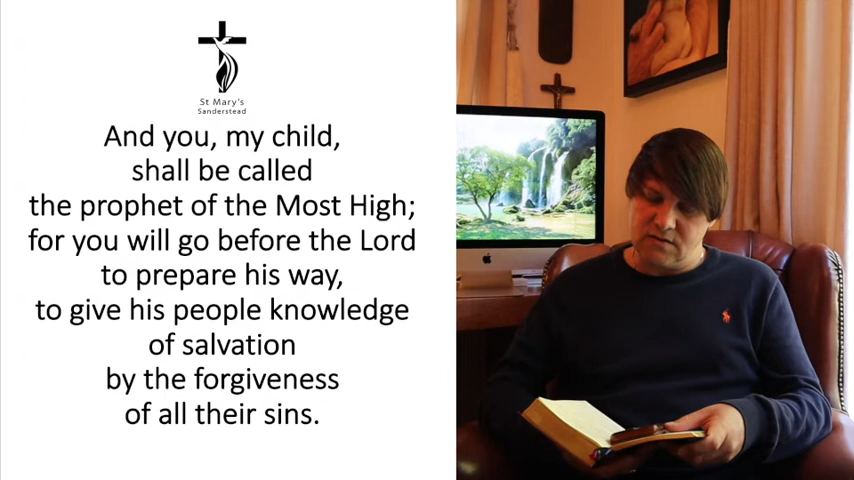 St Mary's
Sanderstead
And you, my child,
shall be called
the prophet of the Most High;
for you will go before the Lord
to prepare his way,
to give his people knowledge
of salvation
by the forgiveness
of all their sins.